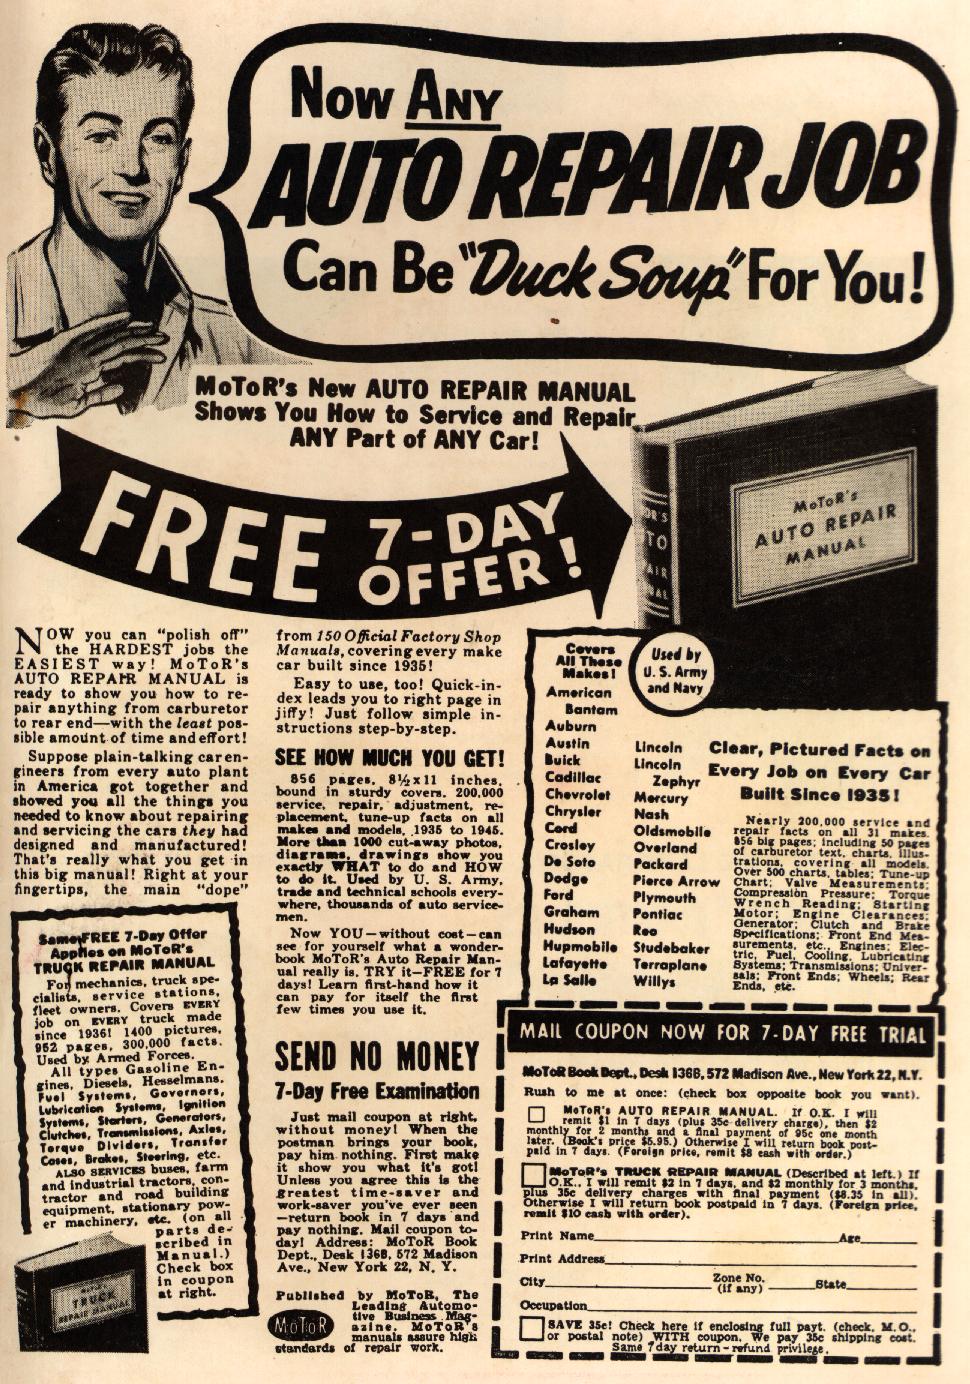 Now ANY
AUTO REPAIR JOB
Can Be "Duck Soup" For You!
MoToR's New AUTO REPAIR MANUAL
Shows You How to Service and Repair
ANY Part of ANY Car!
FREE 7-DAY
OFFER!
MoToR's
AUTO REPAIR
MANUAL
NOW you can "polish off"
the HARDEST jobs the
EASIEST way! MoToR's
AUTO REPAIR MANUAL is
ready to show you how to re-
pair anything from carburetor
to rear end—with the least pos-
sible amount of time and effort!
Suppose plain-talking car en-
gineers from every auto plant
in America got together and
showed you all the things you
needed to know about repairing
and servicing the cars they had
designed and manufactured!
That's really what you get in
this big manual! Right at your
fingertips, the main "dope"
from 150 Official Factory Shop
Manuals, covering every make
car built since 1935!
Easy to use, too! Quick-in-
dex leads you to right page in
jiffy! Just follow simple in-
structions step-by-step.
SEE HOW MUCH YOU GET!
856 pages, 8½x11 inches,
bound in sturdy covers. 200,000
service, repair, adjustment, re-
placement, tune-up facts on all
makes and models, 1935 to 1945.
More than 1000 cut-away photos,
diagrams, drawings show you
exactly WHAT to do and HOW
to do it. Used by U. S. Army,
trade and technical schools every-
where, thousands of auto service-
men.
Now YOU—without cost—can
see for yourself what a wonder-
book MoToR's Auto Repair Man-
ual really is. TRY it—FREE for 7
days! Learn first-hand how it
can pay for itself the first
few times you use it.
SEND NO MONEY
7-Day Free Examination
Just mail coupon at right,
without money! When the
postman brings your book,
pay him nothing. First make
it show you what it's got!
Unless you agree this is the
greatest time-saver and
work-saver you've ever seen
—return book in 7 days and
pay nothing. Mail coupon to-
day! Address: MoToR Book
Dept., Desk 136B, 572 Madison
Ave., New York 22, N. Y.
Published by MoToR, The
Leading Automo-
tive Business Mag-
azine. MoToR's
manuals assure high
standards of repair work.
MoToR
Same FREE 7-Day Offer
Applies on MoToR's
TRUCK REPAIR MANUAL
For mechanics, truck spe-
cialists, service stations,
fleet owners. Covers EVERY
job on EVERY truck made
since 1936! 1400 pictures,
952 pages, 300,000 facts.
Used by Armed Forces.
All types Gasoline En-
gines, Diesels, Hesselmans,
Fuel Systems, Governors,
Lubrication Systems, Ignition
Systems, Starters, Generators,
Clutches, Transmissions, Axles,
Torque Dividers, Transfer
Cases, Brakes, Steering, etc.
ALSO SERVICES buses, farm
and industrial tractors, con-
tractor and road building
equipment, stationary pow-
er machinery, etc. (on all
parts de-
scribed in
Manual.)
Check box
in coupon
at right.
TRUCK
REPAIR MANUAL
Covers
All These
Makes!
American
Bantam
Auburn
Austin
Buick
Cadillac
Chevrolet
Chrysler
Cord
Crosley
De Soto
Dodge
Ford
Graham
Hudson
Hupmobile
Lafayette
La Salle
Lincoln
Lincoln
Zephyr
Mercury
Nash
Oldsmobile
Overland
Packard
Pierce Arrow
Plymouth
Pontiac
Reo
Studebaker
Terraplane
Willys
Used by
U. S. Army
and Navy
Clear, Pictured Facts on
Every Job on Every Car
Built Since 1935!
Nearly 200,000 service and
repair facts on all 31 makes.
856 big pages; including 50 pages
of carburetor text, charts, illus-
trations, covering all models.
Over 500 charts, tables; Tune-up
Chart; Valve Measurements;
Compression Pressure; Torque
Wrench Reading; Starting
Motor; Engine Clearances;
Generator; Clutch and Brake
Specifications; Front End Mea-
surements, etc., Engines; Elec-
tric, Fuel, Cooling, Lubricating
Systems; Transmissions; Univer-
sals; Front Ends; Wheels; Rear
Ends, etc.
MAIL COUPON NOW FOR 7-DAY FREE TRIAL
MoToR Book Dept., Desk 136B, 572 Madison Ave., New York 22, N.Y.
Rush to me at once: (check box opposite book you want).
MoToR's AUTO REPAIR MANUAL. If O.K. I will
remit $1 in 7 days (plus 35c delivery charge), then $2
monthly for 2 months and a final payment of 95c one month
later. (Book's price $5.95.) Otherwise I will return book post-
paid in 7 days. (Foreign price, remit $8 cash with order.)
MoToR's TRUCK REPAIR MANUAL (Described at left.) If
O.K., I will remit $2 in 7 days, and $2 monthly for 3 months,
plus 35c delivery charges with final payment ($8.35 in all).
Otherwise I will return book postpaid in 7 days. (Foreign price,
remit $10 cash with order).
Print Name Age
Print Address
City Zone No. (if any) State
Occupation
SAVE 35c! Check here if enclosing full payt. (check, M.O.,
or postal note) WITH coupon. We pay 35c shipping cost.
Same 7 day return-refund privilege.